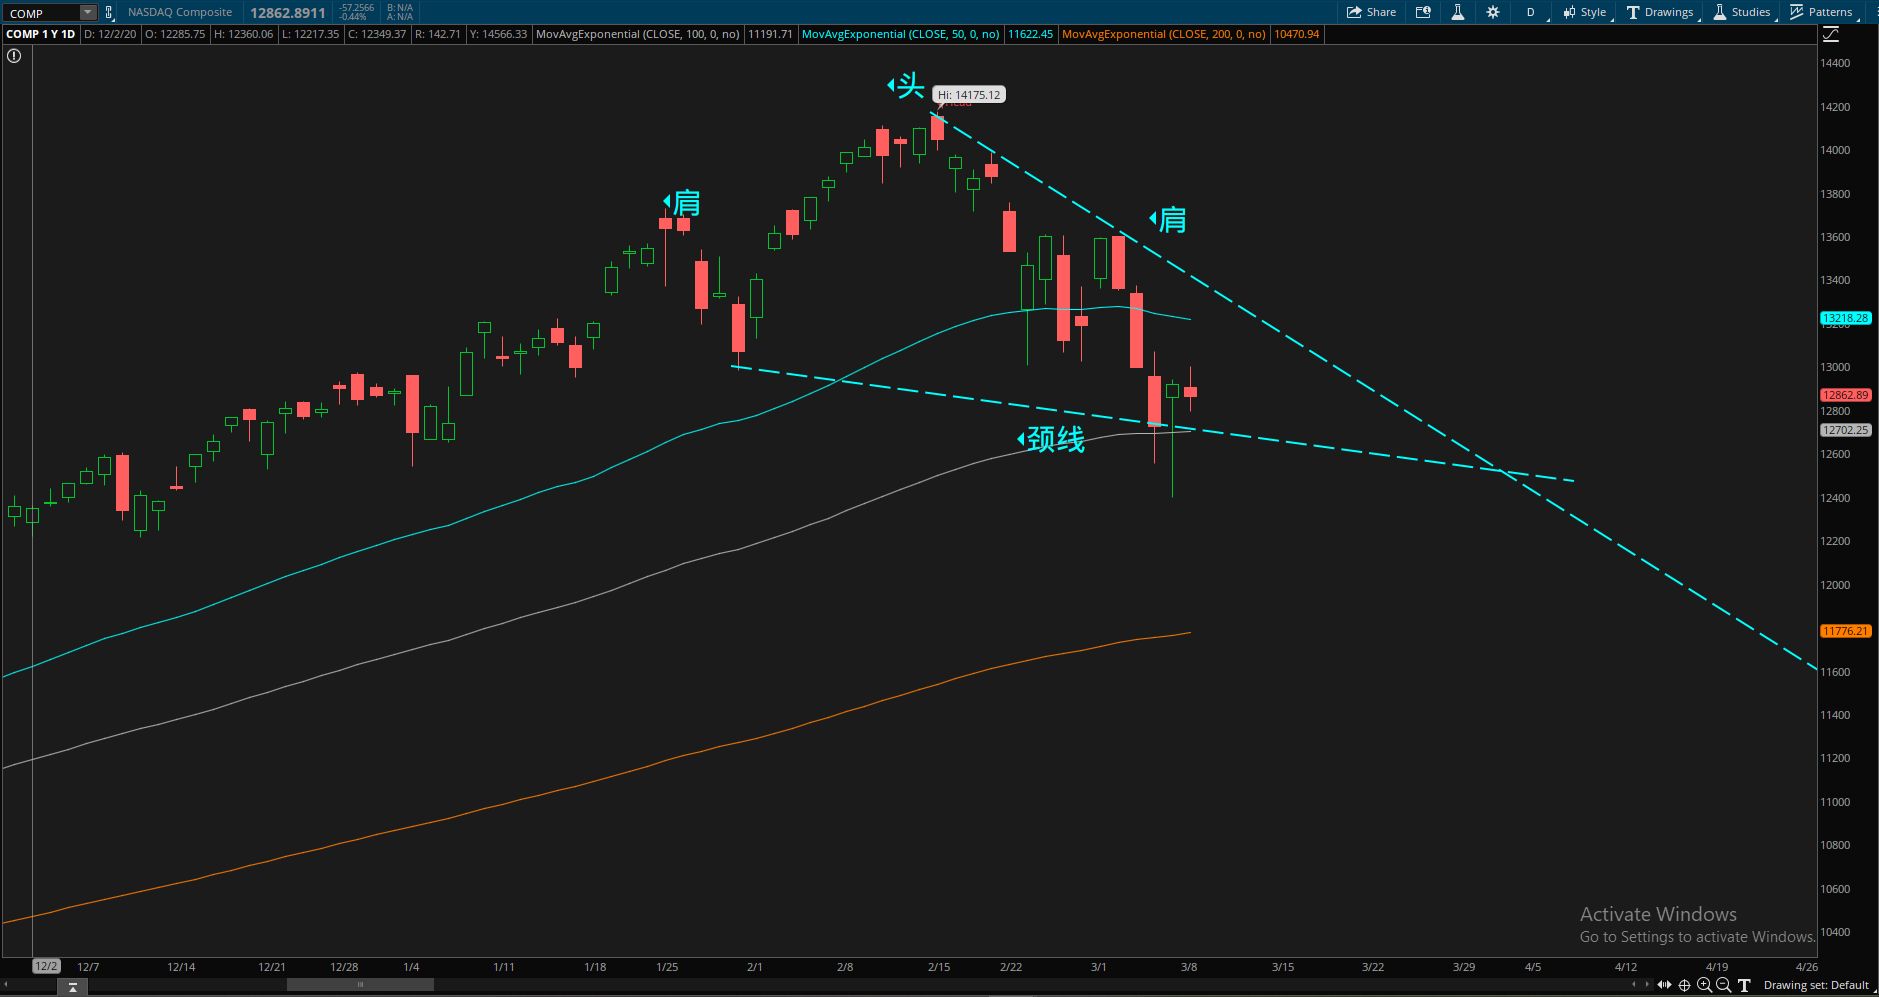 COMP
NASDAQ Composite
12862.8911
-57.2566
-0.44%
B: N/A
A: N/A
Share
D
Style
Drawings
Studies
Patterns
COMP 1 Y 1D
D: 12/2/20
O: 12285.75
H: 12360.06
L: 12217.35
C: 12349.37
R: 142.71
Y: 14566.33
MovAvgExponential (CLOSE, 100, 0, no)
11191.71
MovAvgExponential (CLOSE, 50, 0, no)
11622.45
MovAvgExponential (CLOSE, 200, 0, no)
10470.94
头
Hi: 14175.12
肩
肩
颈线
14400
14200
14000
13800
13600
13400
13218.28
13200
13000
12862.89
12800
12702.25
12600
12400
12200
12000
11776.21
11600
11400
11200
11000
10800
10600
10400
Activate Windows
Go to Settings to activate Windows.
12/2
12/7
12/14
12/21
12/28
1/4
1/11
1/18
1/25
2/1
2/8
2/15
2/22
3/1
3/8
3/15
3/22
3/29
4/5
4/12
4/19
4/26
Drawing set: Default